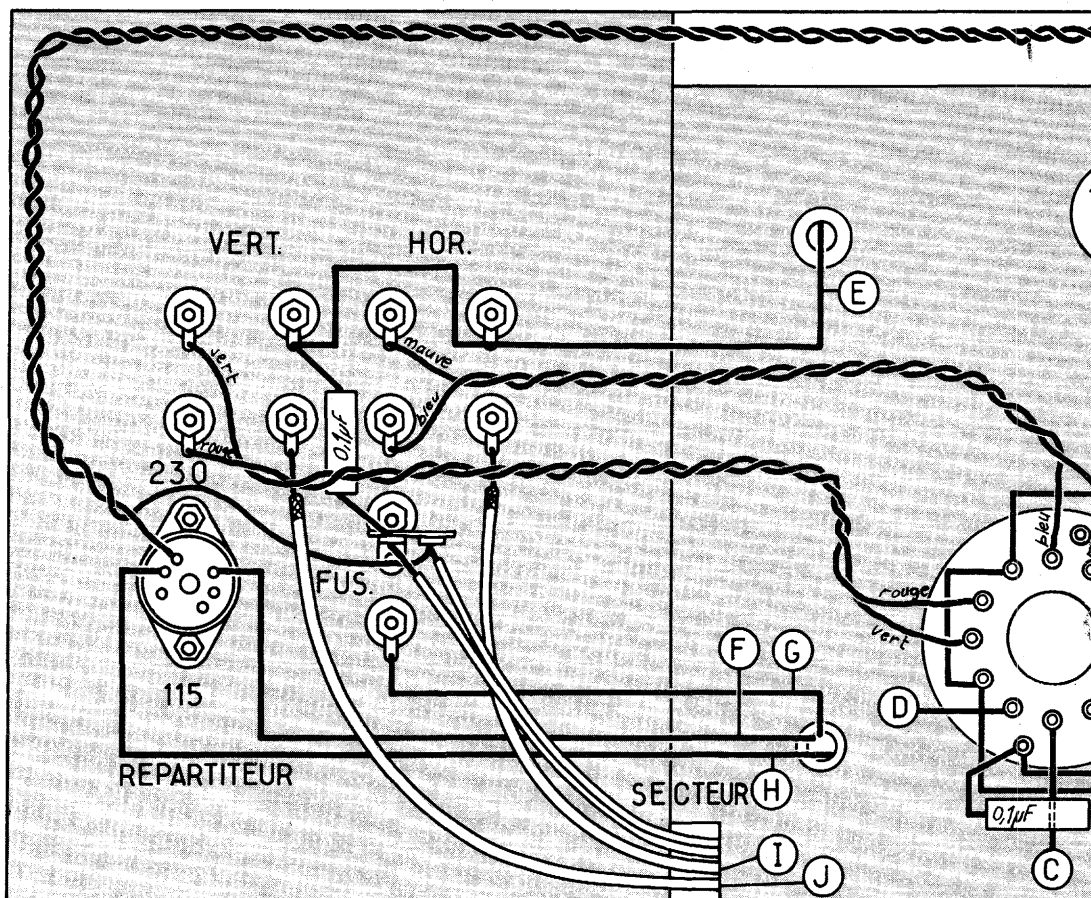 VERT. HOR.
E
vert
mauve
bleu
rouge
0,1µF
230
FUS.
115
REPARTITEUR
bleu
rouge
vert
F G
D
SECTEUR H
I
J
0,1µF
C